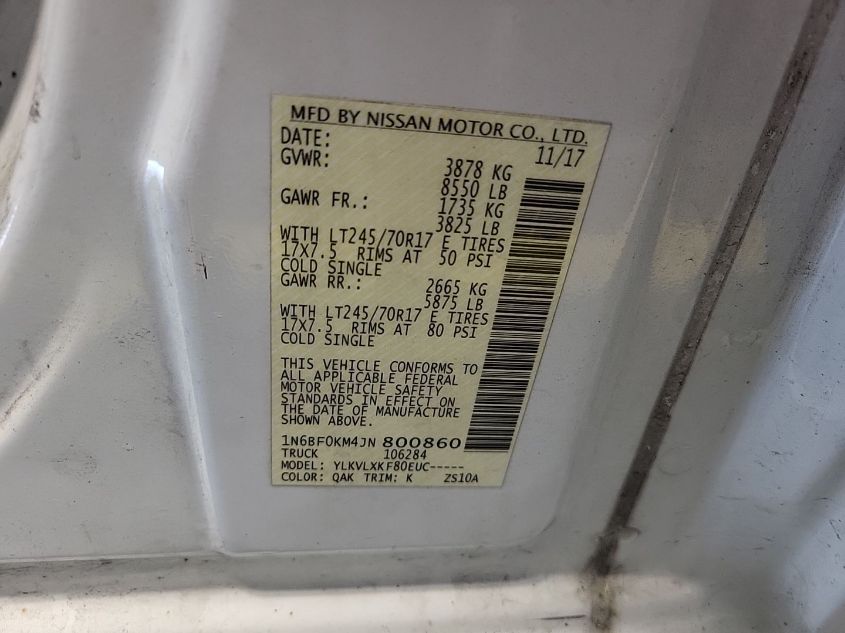 MFD BY NISSAN MOTOR CO., LTD.
DATE: 11/17
GVWR: 3878 KG
8550 LB
GAWR FR.: 1735 KG
3825 LB
WITH LT245/70R17 E TIRES
17X7.5 RIMS AT 50 PSI
COLD SINGLE
GAWR RR.: 2665 KG
5875 LB
WITH LT245/70R17 E TIRES
17X7.5 RIMS AT 80 PSI
COLD SINGLE
THIS VEHICLE CONFORMS TO
ALL APPLICABLE FEDERAL
MOTOR VEHICLE SAFETY
STANDARDS IN EFFECT ON
THE DATE OF MANUFACTURE
SHOWN ABOVE.
1N6BF0KM4JN800860
TRUCK 106284
MODEL: YLKVLXKF80EUC-----
COLOR: QAK TRIM: K ZS10A